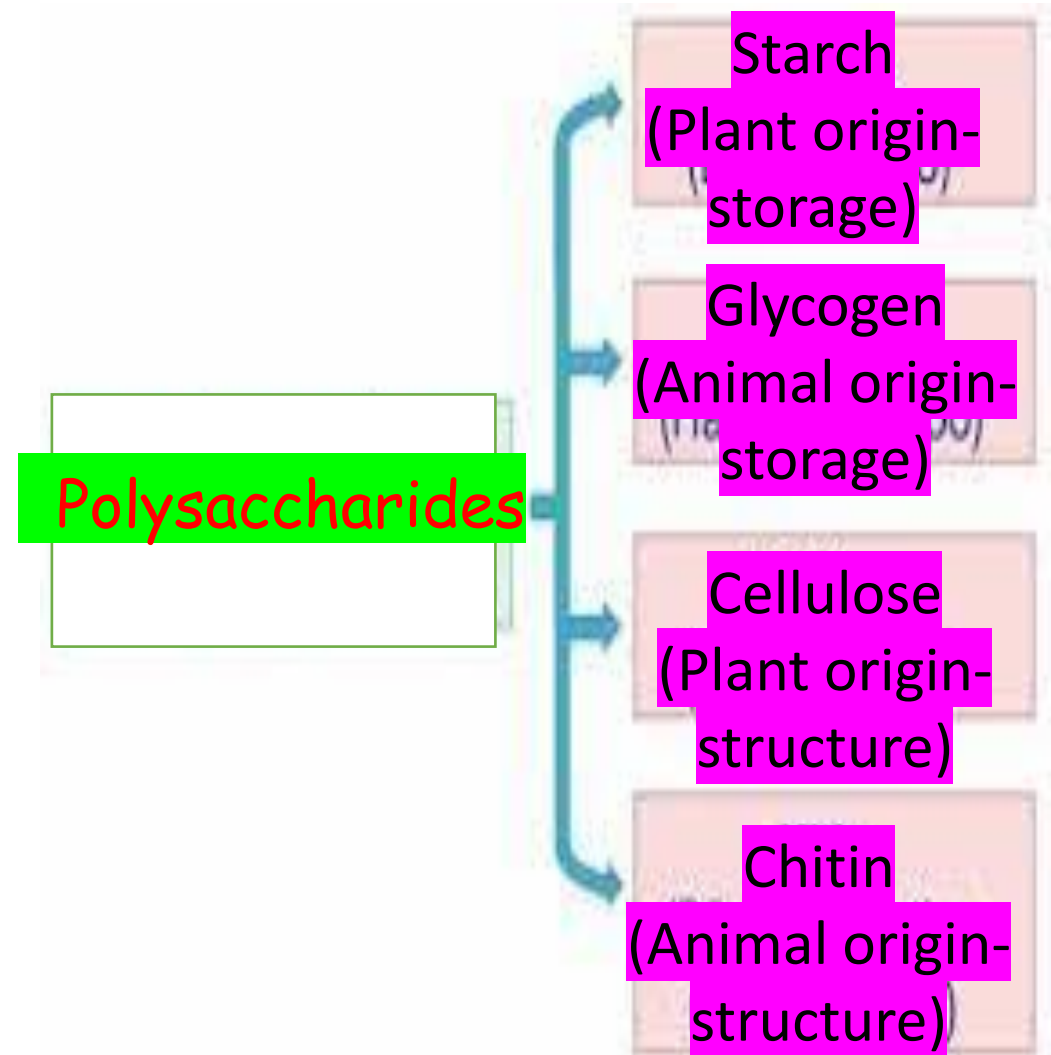 Starch
(Plant origin-
storage)
Glycogen
(Animal origin-
storage)
Polysaccharides
Cellulose
(Plant origin-
structure)
Chitin
(Animal origin-
structure)